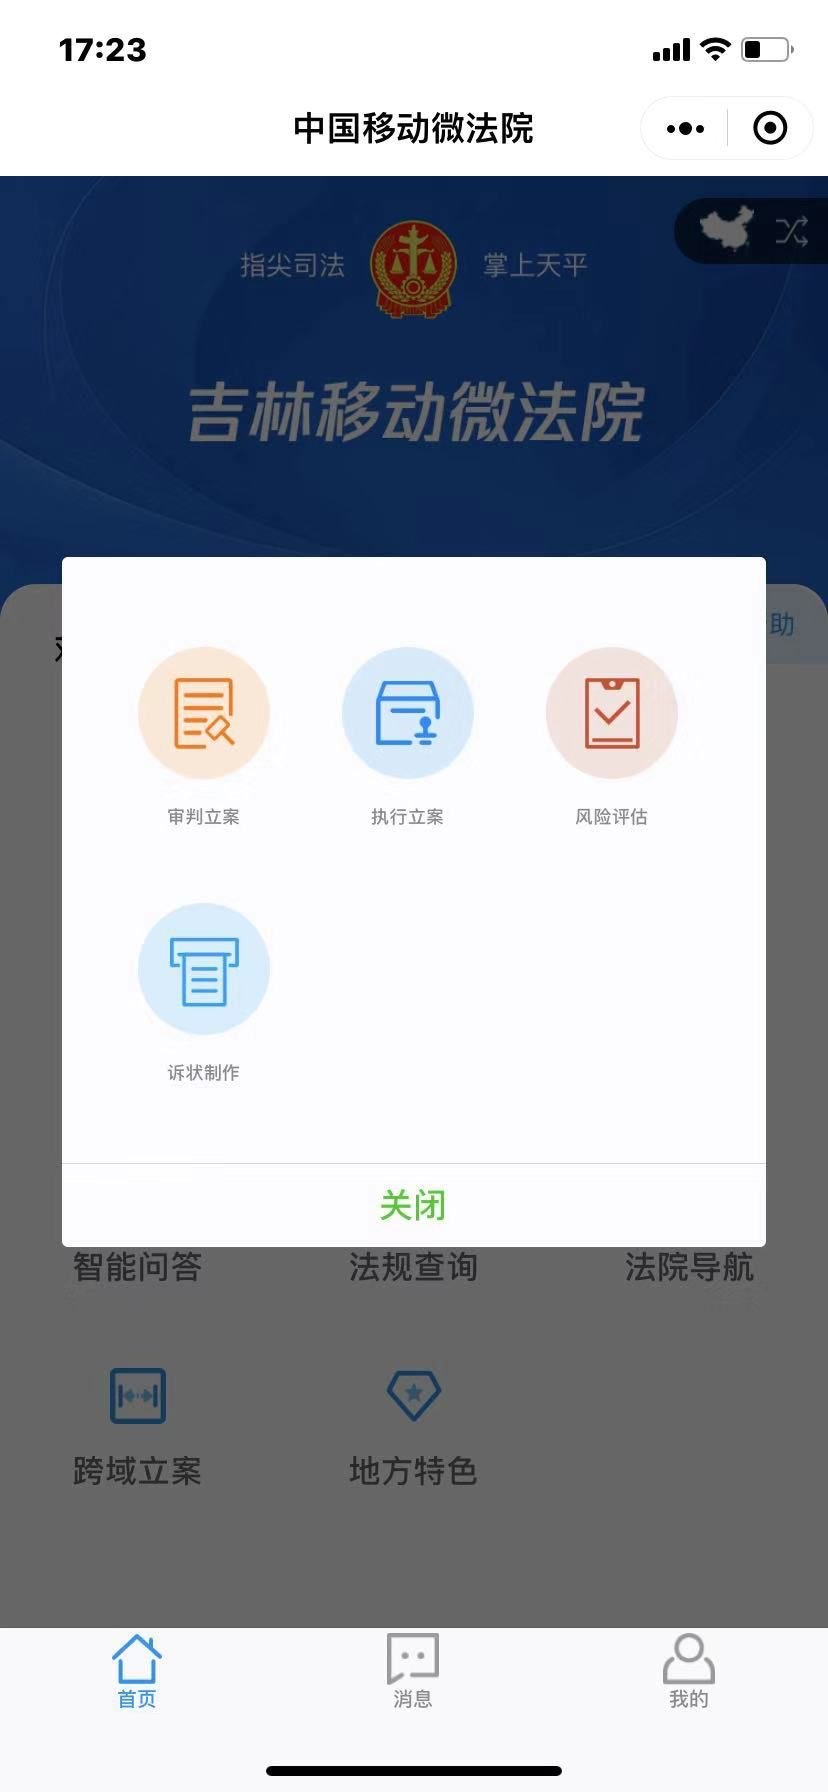 17:23
中国移动微法院
指尖司法
掌上天平
吉林移动微法院
助
审判立案
执行立案
风险评估
诉状制作
关闭
智能问答
法规查询
法院导航
跨域立案
地方特色
首页
消息
我的